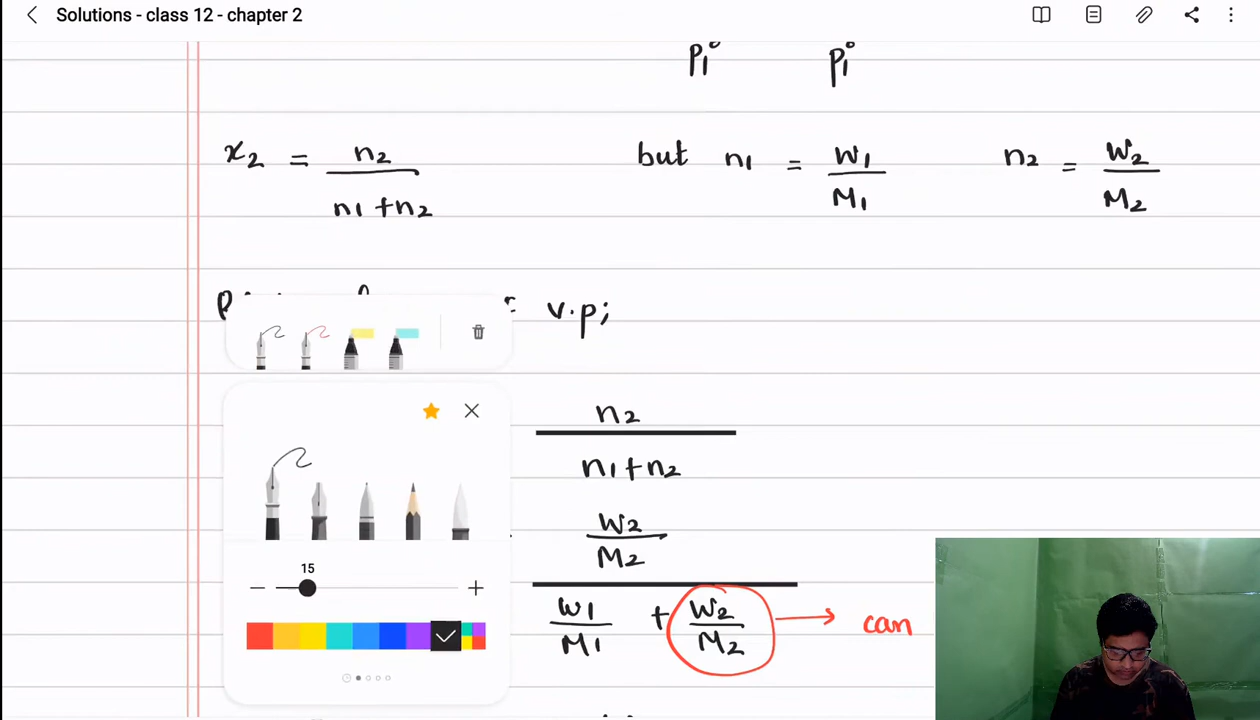 Solutions - class 12 - chapter 2
p₁° p₁°
x₂ = n₂ / n₁+n₂ but n₁ = W₁ / M₁ n₂ = W₂ / M₂
v.p;
n₂ / n₁+n₂
W₂ / M₂
15
W₁ / M₁ + W₂ / M₂ → can